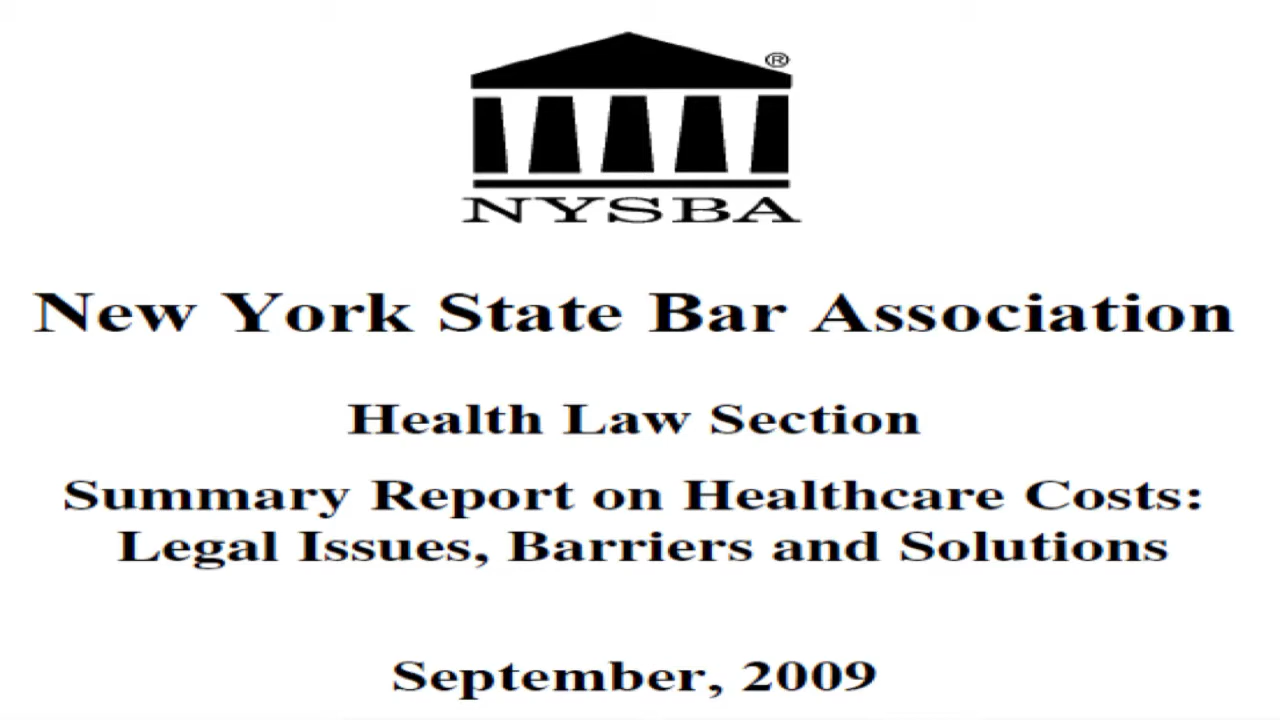 ®
NYSBA
New York State Bar Association
Health Law Section
Summary Report on Healthcare Costs:
Legal Issues, Barriers and Solutions
September, 2009